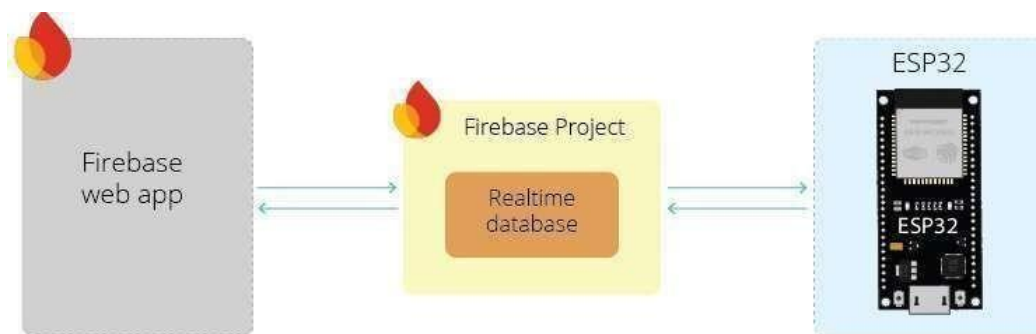 Firebase
web app
Firebase Project
Realtime
database
ESP32
ESP32